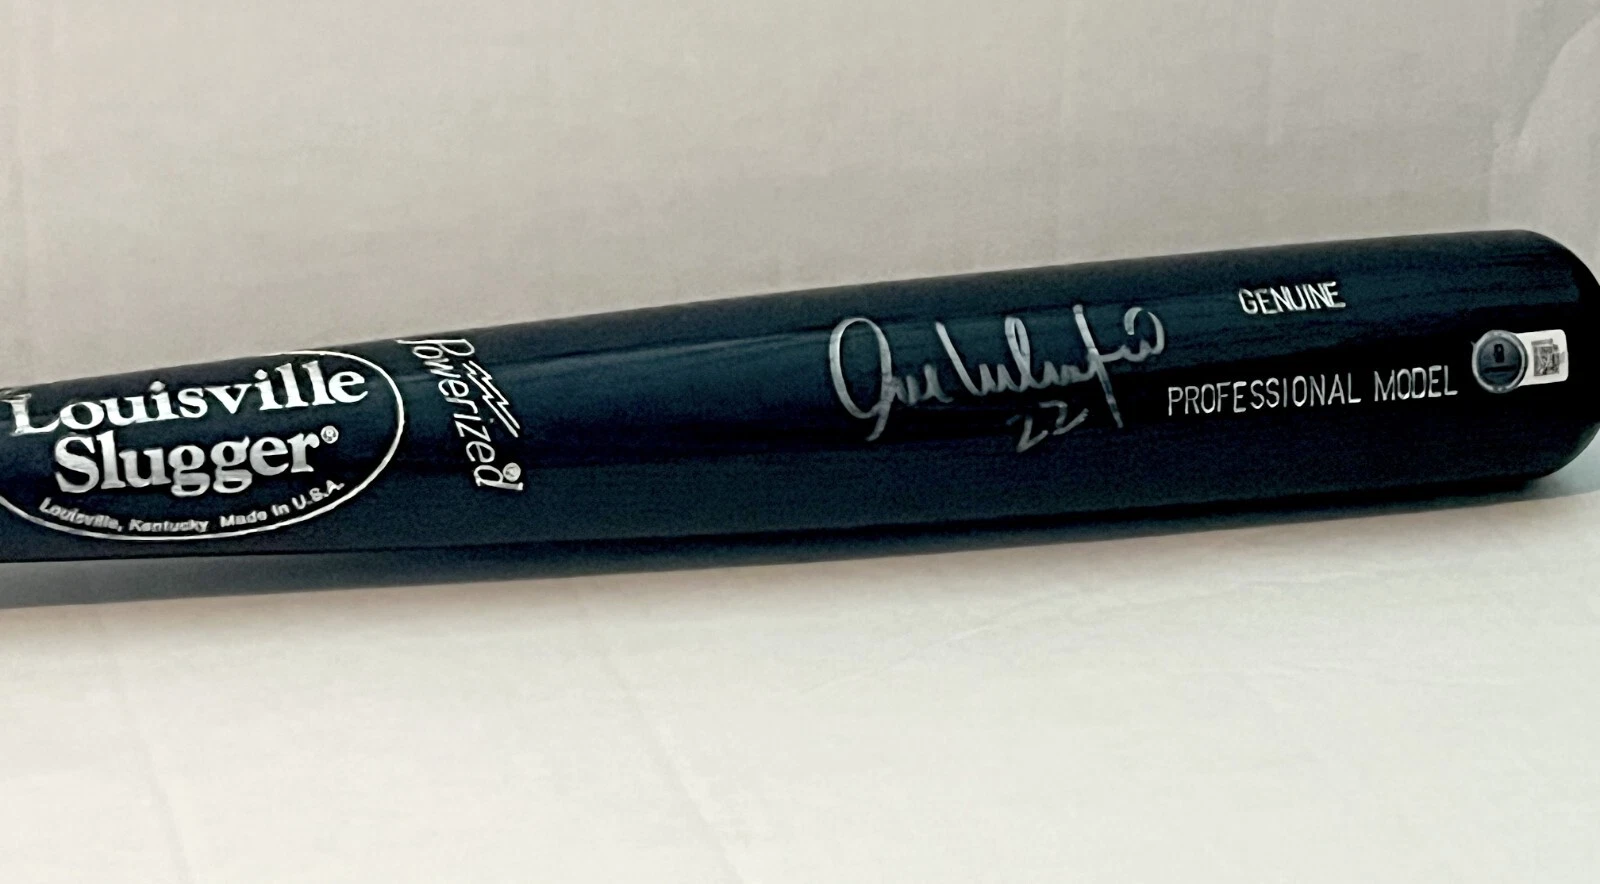 Louisville
Slugger®
Louisville, Kentucky Made in U.S.A.
Powerized
22
GENUINE
PROFESSIONAL MODEL